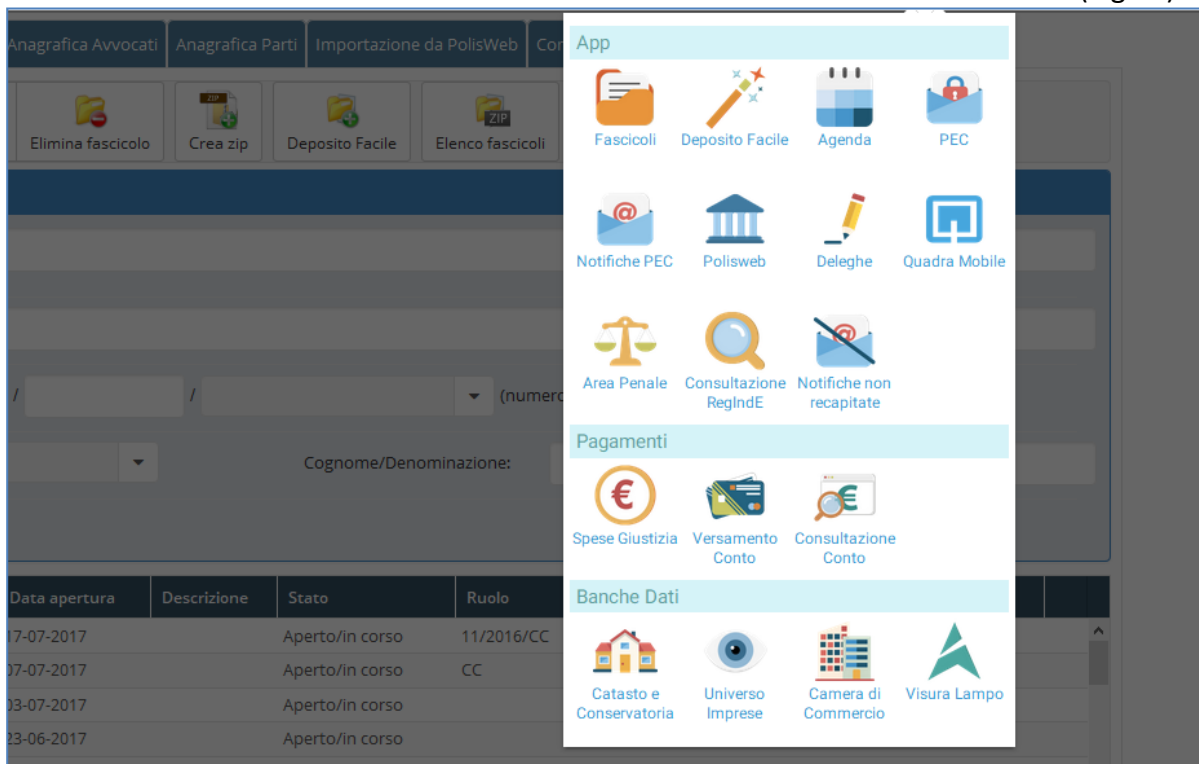 Anagrafica Avvocati Anagrafica Parti Importazione da PolisWeb
Elimina fascicolo Crea zip Deposito Facile Elenco fascicoli
ZIP ZIP
/ / (numero
Cognome/Denominazione:
Data apertura Descrizione Stato Ruolo
17-07-2017 Aperto/in corso 11/2016/CC
07-07-2017 Aperto/in corso CC
03-07-2017 Aperto/in corso
23-06-2017 Aperto/in corso
App
Fascicoli Deposito Facile Agenda PEC
Notifiche PEC Polisweb Deleghe Quadra Mobile
Area Penale Consultazione Notifiche non
RegIndE recapitate
Pagamenti
Spese Giustizia Versamento Consultazione
Conto Conto
Banche Dati
Catasto e Universo Camera di Visura Lampo
Conservatoria Imprese Commercio